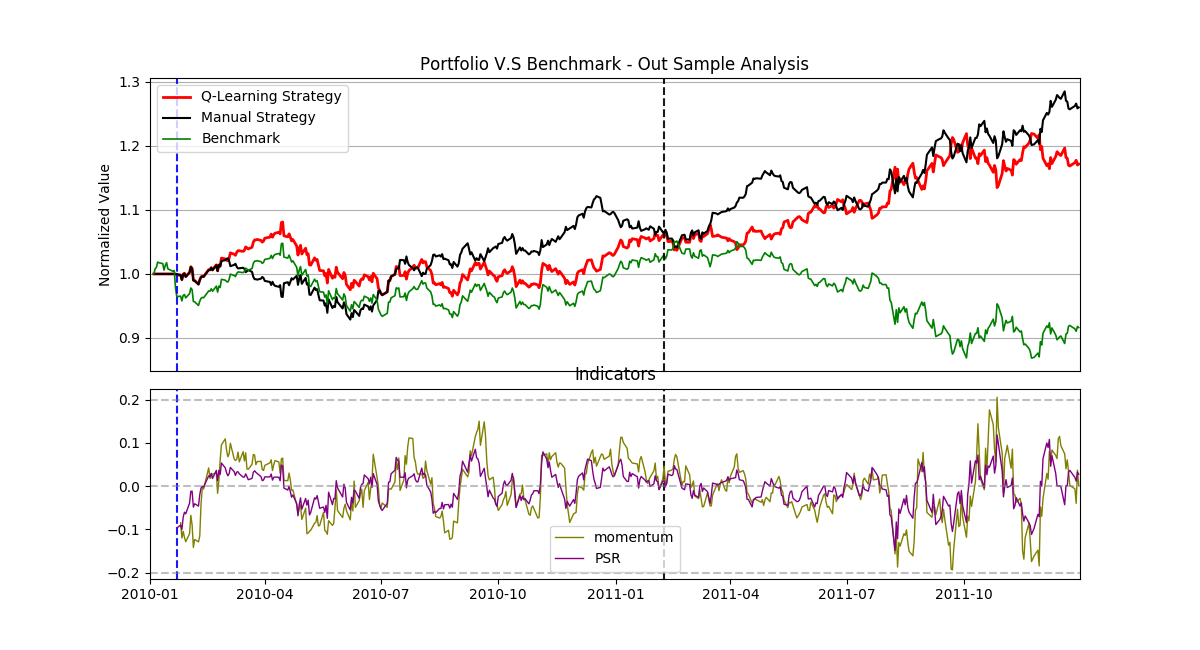 Portfolio V.S Benchmark - Out Sample Analysis
1.3
1.2
1.1
1.0
0.9
Normalized Value
Q-Learning Strategy
Manual Strategy
Benchmark
Indicators
0.2
0.1
0.0
−0.1
−0.2
momentum
PSR
2010-01 2010-04 2010-07 2010-10 2011-01 2011-04 2011-07 2011-10